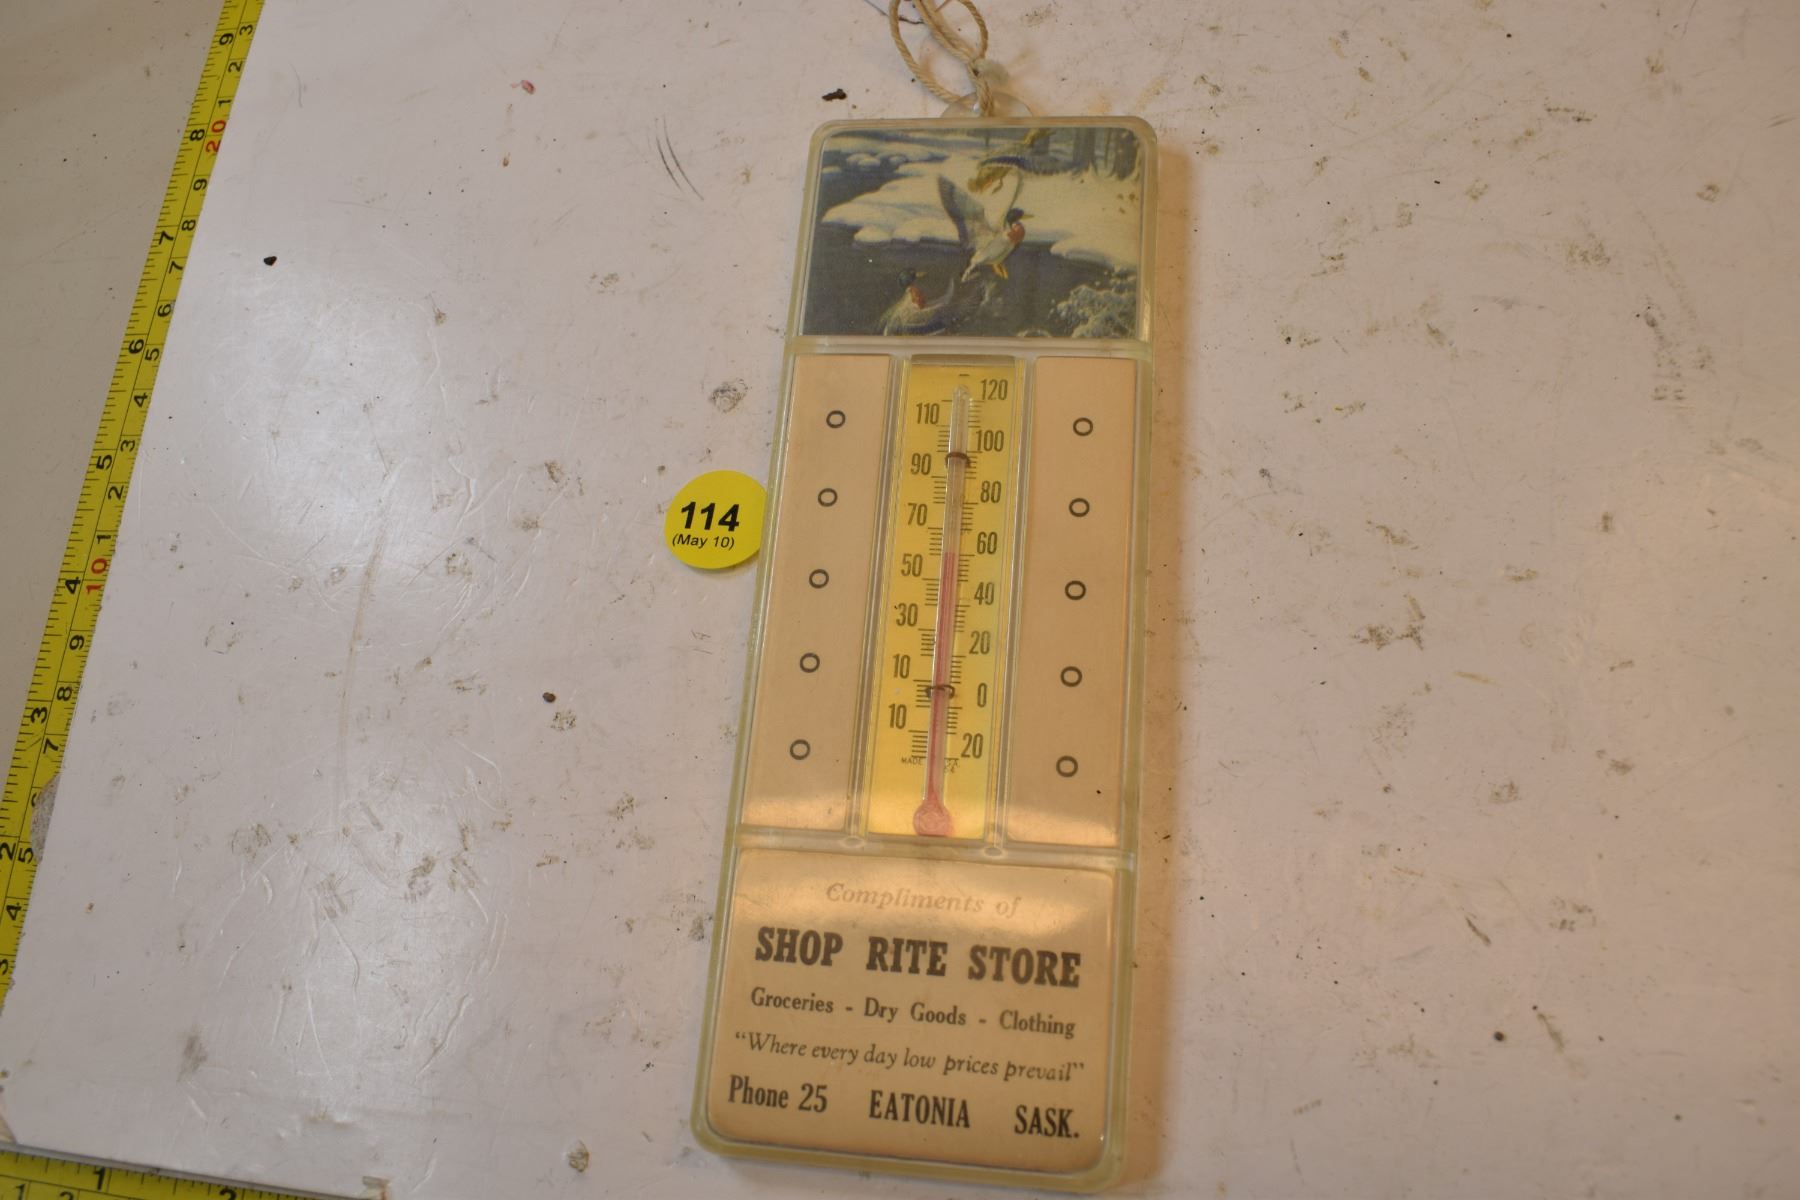 114
(May 10)
120
110
100
90
80
70
60
50
40
30
20
10
0
10
20
MADE
Compliments of
SHOP RITE STORE
Groceries - Dry Goods - Clothing
“Where every day low prices prevail”
Phone 25 EATONIA SASK.